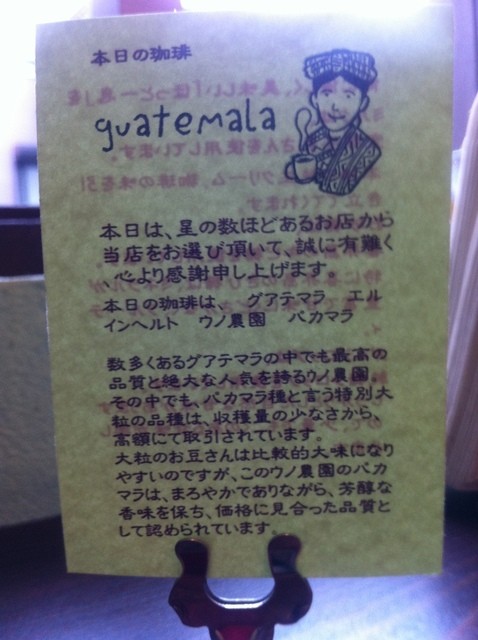 本日の珈琲
guatemala
本日は、星の数ほどあるお店から
当店をお選び頂いて、誠に有難く
、心より感謝申し上げます。
本日の珈琲は、 グアテマラ エル
インヘルト ウノ農園 パカマラ
数多くあるグアテマラの中でも最高の
品質と絶大な人気を誇るウノ農園。
その中でも、パカマラ種と言う特別大
粒の品種は、収穫量の少なさから、
高額にて取引されています。
大粒のお豆さんは比較的大味になり
やすいのですが、このウノ農園のパカ
マラは、まろやかでありながら、芳醇な
香味を保ち、価格に見合った品質と
して認められています。